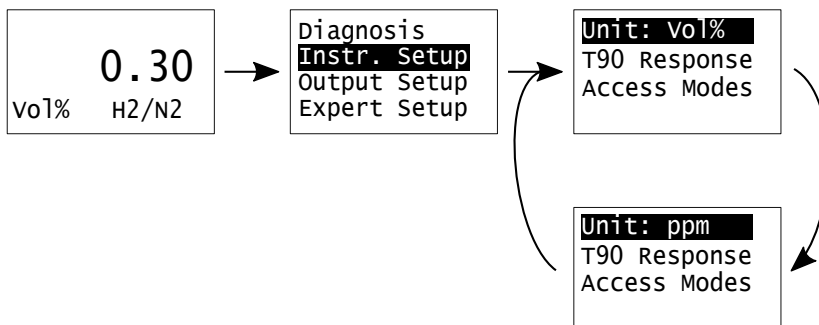 0.30
Vol% H2/N2
Diagnosis
Instr. Setup
Output Setup
Expert Setup
Unit: Vol%
T90 Response
Access Modes
Unit: ppm
T90 Response
Access Modes